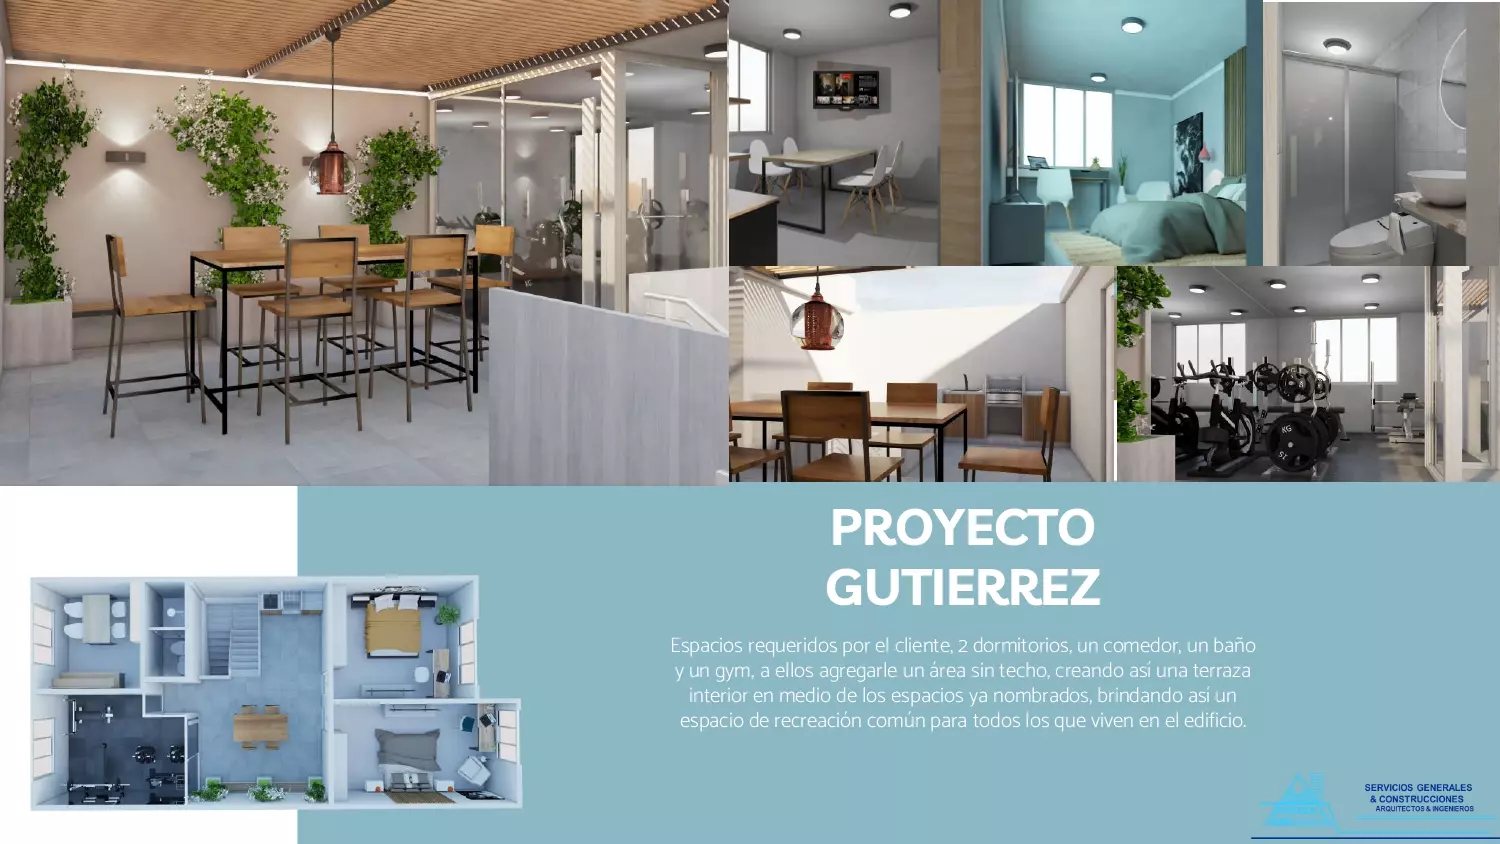 PROYECTO
GUTIERREZ
Espacios requeridos por el cliente, 2 dormitorios, un comedor, un baño
y un gym, a ellos agregarle un área sin techo, creando así una terraza
interior en medio de los espacios ya nombrados, brindando así un
espacio de recreación común para todos los que viven en el edificio.
SERVICIOS GENERALES
& CONSTRUCCIONES
ARQUITECTOS & INGENIEROS
KG